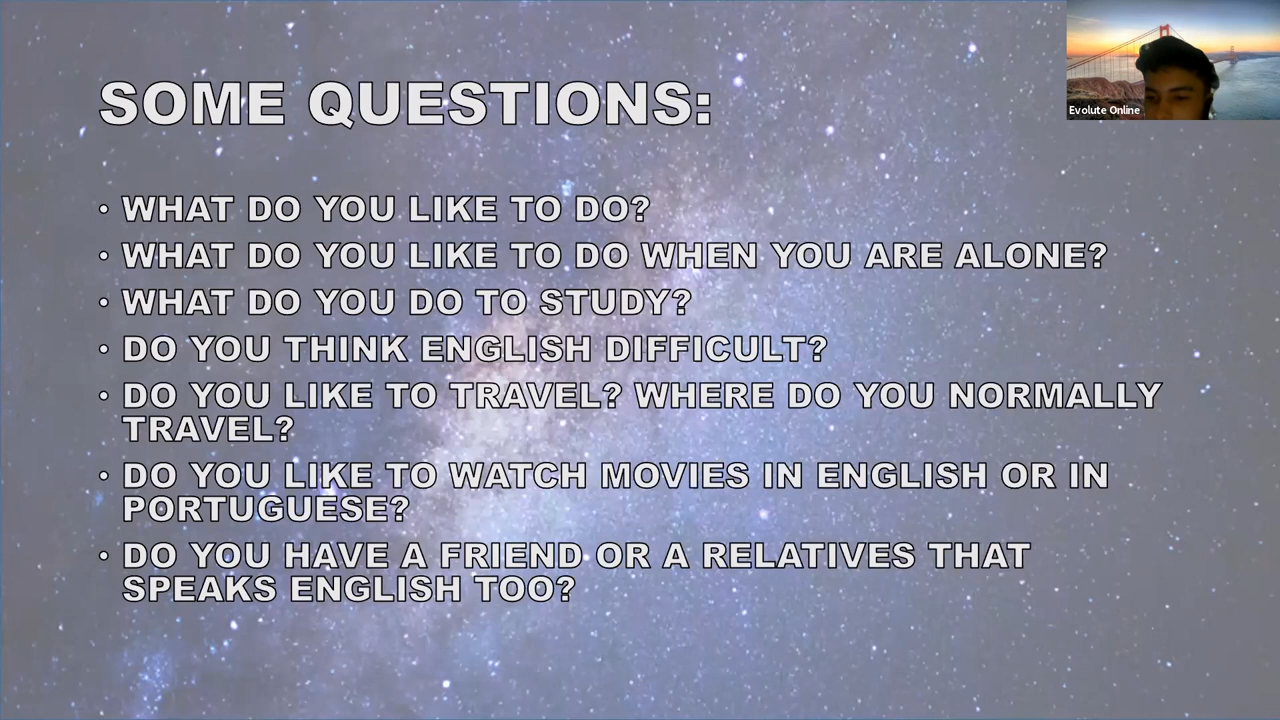 SOME QUESTIONS:
• WHAT DO YOU LIKE TO DO?
• WHAT DO YOU LIKE TO DO WHEN YOU ARE ALONE?
• WHAT DO YOU DO TO STUDY?
• DO YOU THINK ENGLISH DIFFICULT?
• DO YOU LIKE TO TRAVEL? WHERE DO YOU NORMALLY
TRAVEL?
• DO YOU LIKE TO WATCH MOVIES IN ENGLISH OR IN
PORTUGUESE?
• DO YOU HAVE A FRIEND OR A RELATIVES THAT
SPEAKS ENGLISH TOO?
Evolute Online